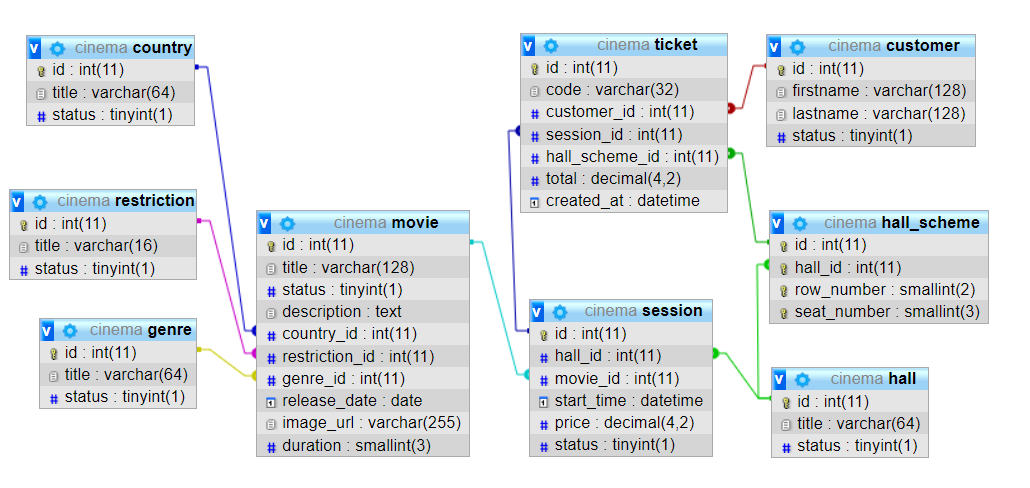 v cinema country
id : int(11)
title : varchar(64)
# status : tinyint(1)
v cinema restriction
id : int(11)
title : varchar(16)
# status : tinyint(1)
v cinema genre
id : int(11)
title : varchar(64)
# status : tinyint(1)
v cinema movie
id : int(11)
title : varchar(128)
# status : tinyint(1)
description : text
# country_id : int(11)
# restriction_id : int(11)
# genre_id : int(11)
release_date : date
image_url : varchar(255)
# duration : smallint(3)
v cinema ticket
id : int(11)
code : varchar(32)
# customer_id : int(11)
# session_id : int(11)
# hall_scheme_id : int(11)
# total : decimal(4,2)
created_at : datetime
v cinema session
id : int(11)
# hall_id : int(11)
# movie_id : int(11)
start_time : datetime
# price : decimal(4,2)
# status : tinyint(1)
v cinema customer
id : int(11)
firstname : varchar(128)
lastname : varchar(128)
# status : tinyint(1)
v cinema hall_scheme
id : int(11)
hall_id : int(11)
row_number : smallint(2)
seat_number : smallint(3)
v cinema hall
id : int(11)
title : varchar(64)
# status : tinyint(1)